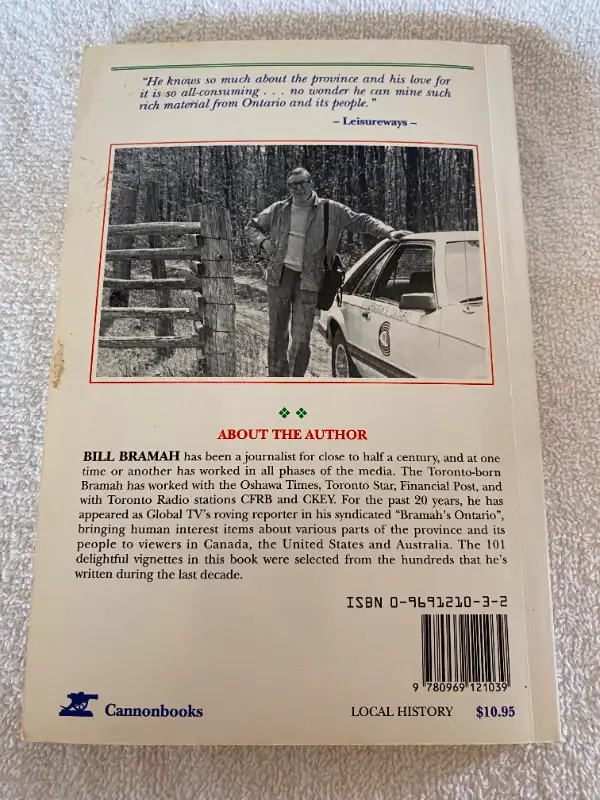 "He knows so much about the province and his love for
it is so all-consuming . . . no wonder he can mine such
rich material from Ontario and its people."
– Leisureways –
ABOUT THE AUTHOR
BILL BRAMAH has been a journalist for close to half a century, and at one
time or another has worked in all phases of the media. The Toronto-born
Bramah has worked with the Oshawa Times, Toronto Star, Financial Post, and
with Toronto Radio stations CFRB and CKEY. For the past 20 years, he has
appeared as Global TV's roving reporter in his syndicated "Bramah's Ontario",
bringing human interest items about various parts of the province and its
people to viewers in Canada, the United States and Australia. The 101
delightful vignettes in this book were selected from the hundreds that he's
written during the last decade.
ISBN 0-9691210-3-2
9 780969 121039
Cannonbooks
LOCAL HISTORY $10.95